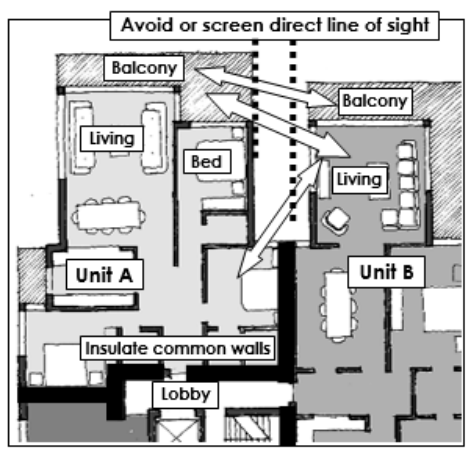 Avoid or screen direct line of sight
Balcony
Balcony
Living
Bed
Living
Unit A
Unit B
Insulate common walls
Lobby